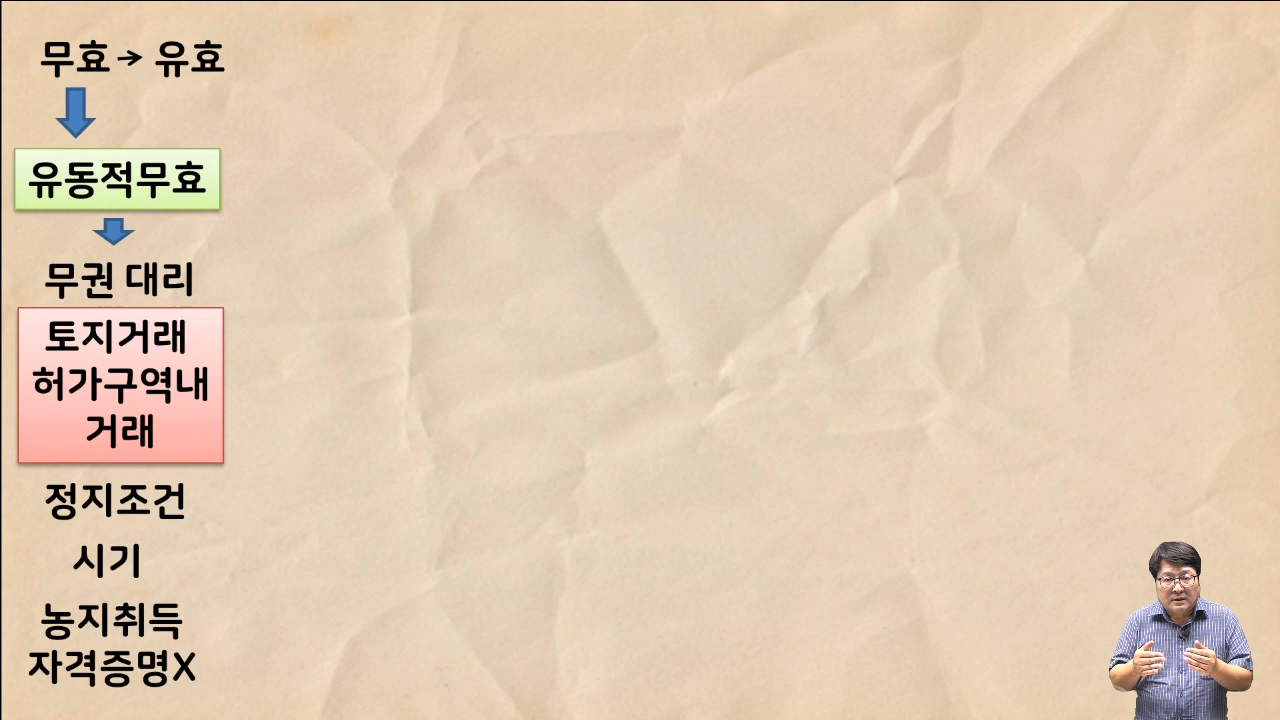 무효→ 유효
유동적무효
무권 대리
토지거래
허가구역내
거래
정지조건
시기
농지취득
자격증명X